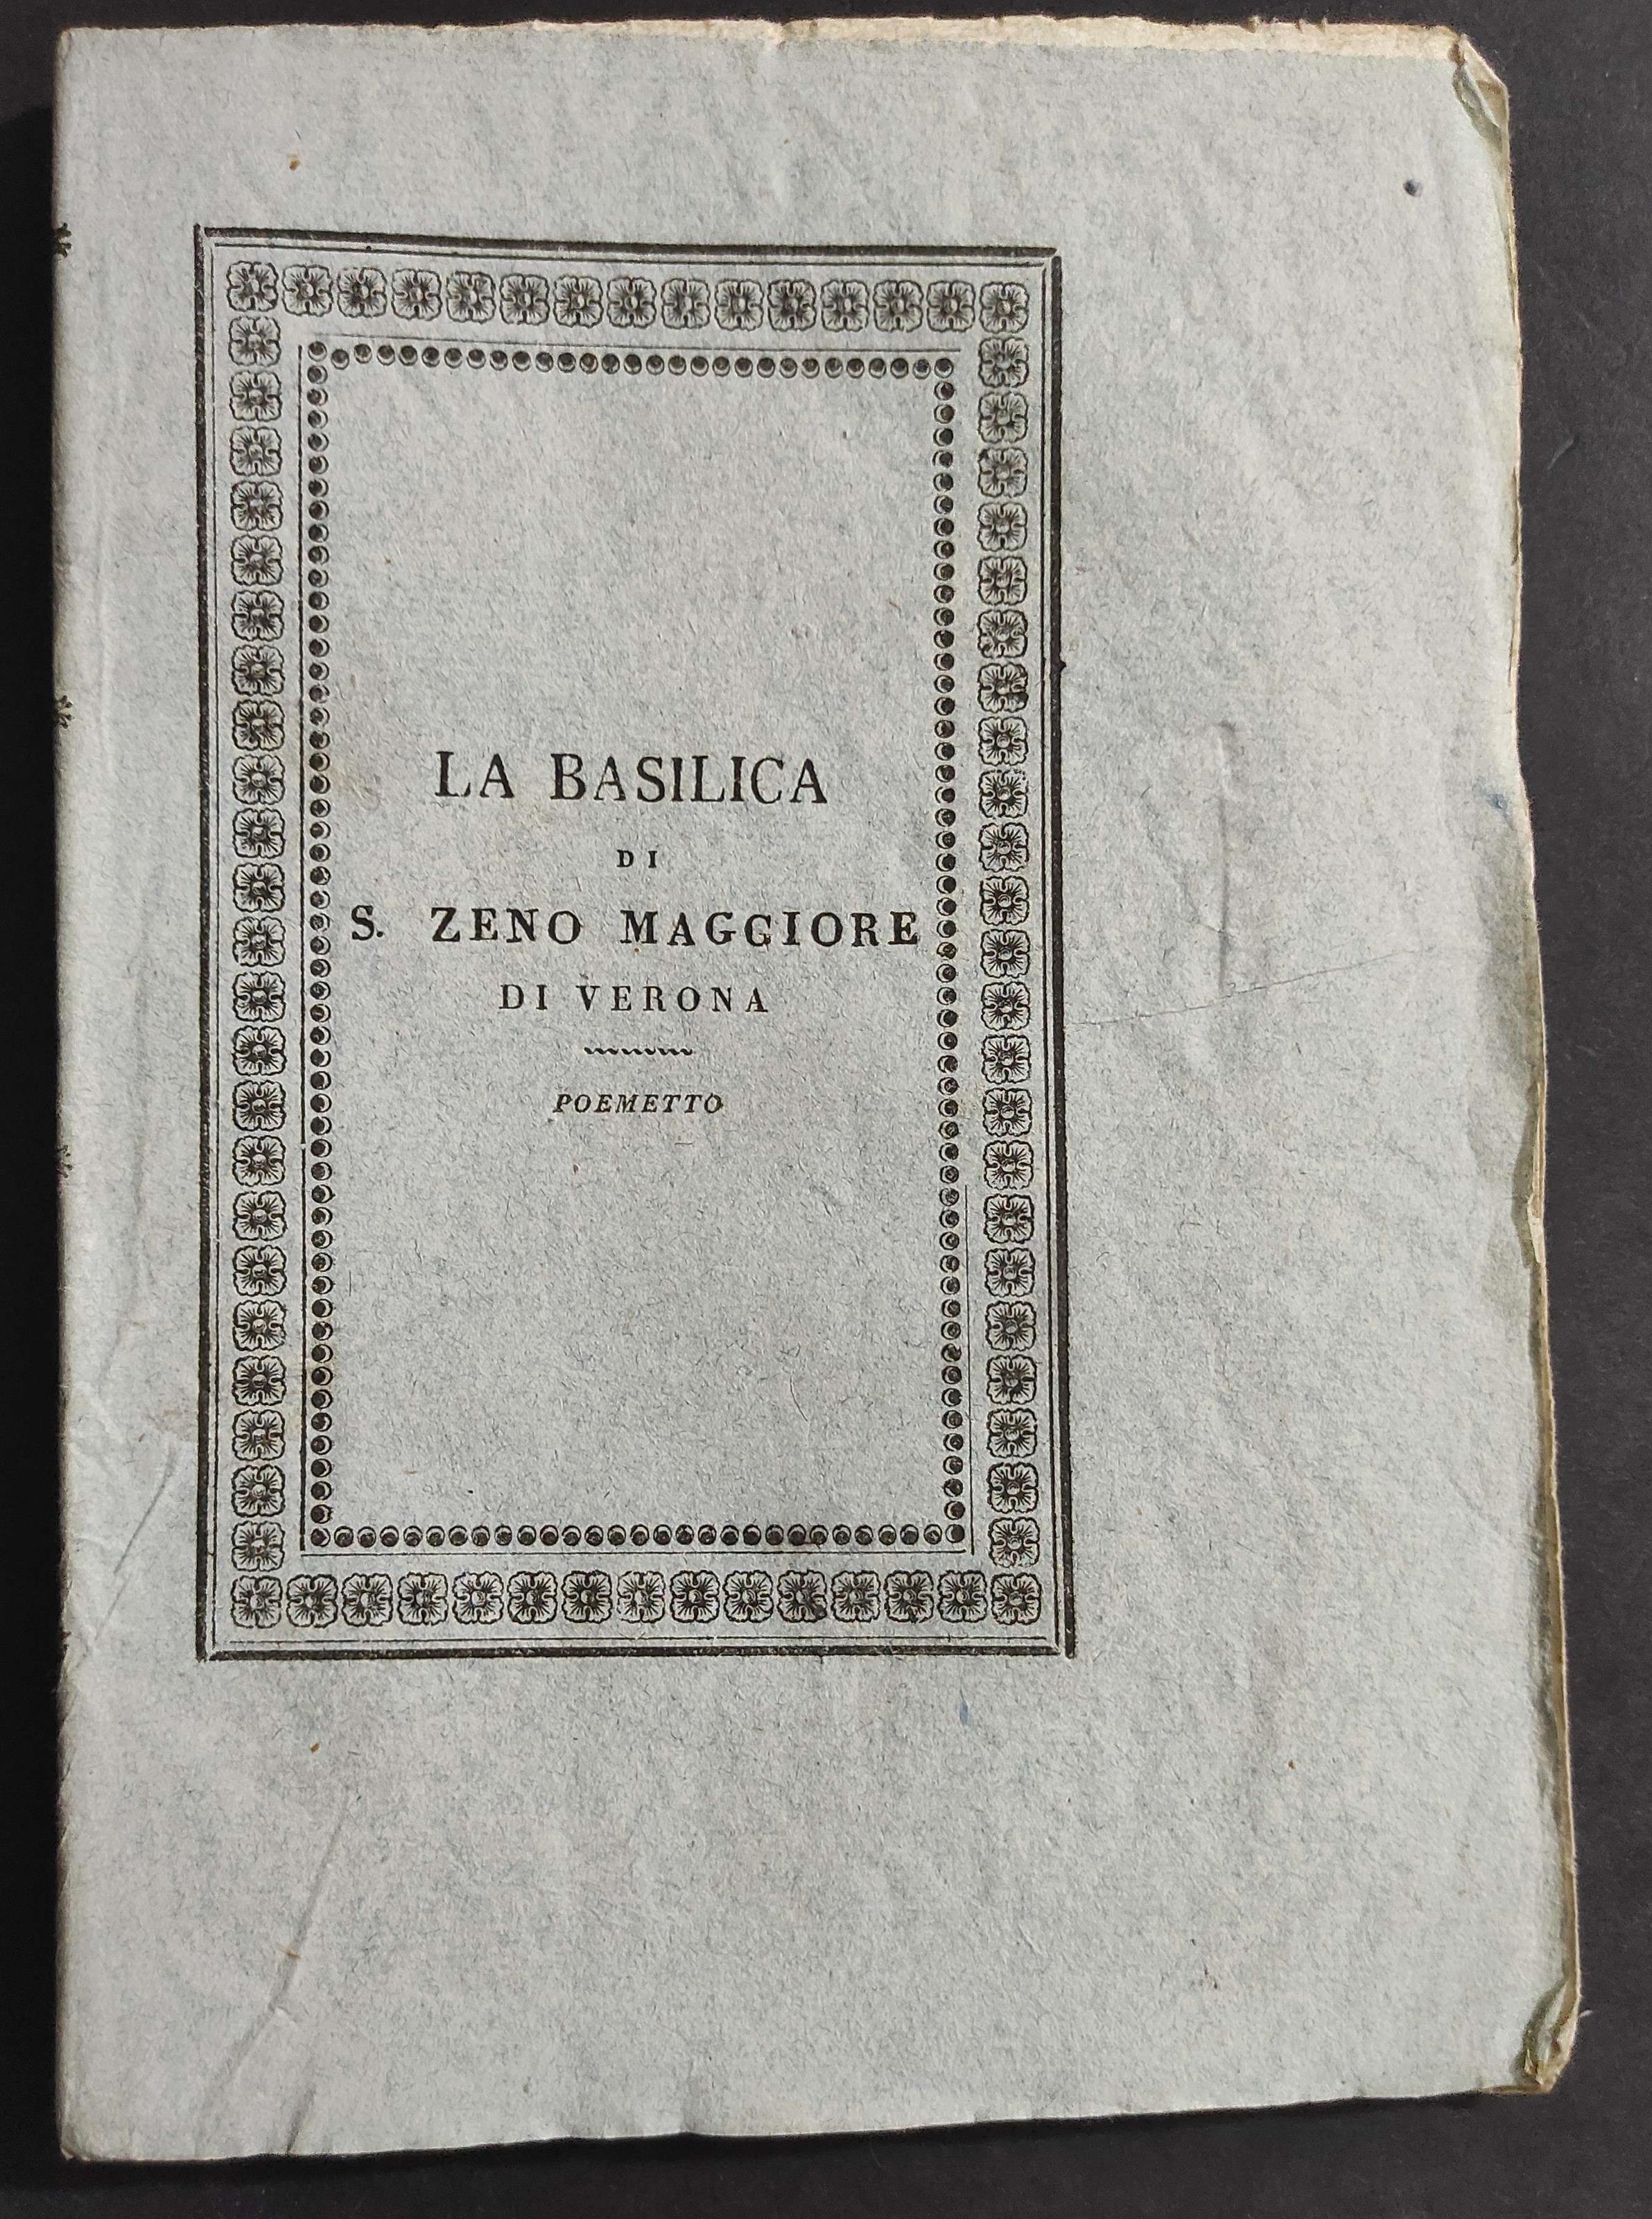 LA BASILICA
DI
S. ZENO MAGGIORE
DI VERONA
POEMETTO